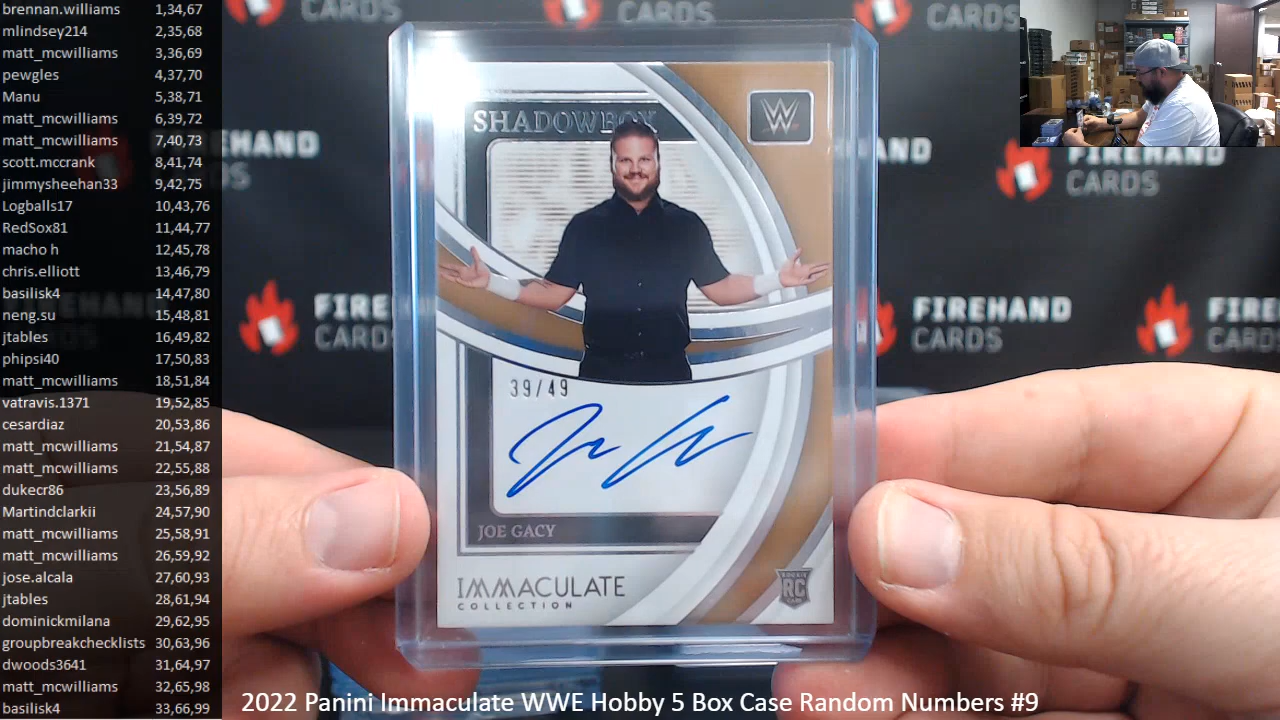 brennan.williams 1,34,67
mlindsey214 2,35,68
matt_mcwilliams 3,36,69
pewgles 4,37,70
Manu 5,38,71
matt_mcwilliams 6,39,72
matt_mcwilliams 7,40,73
scott.mccrank 8,41,74
jimmysheehan33 9,42,75
Logballs17 10,43,76
RedSox81 11,44,77
macho h 12,45,78
chris.elliott 13,46,79
basilisk4 14,47,80
neng.su 15,48,81
jtables 16,49,82
phipsi40 17,50,83
matt_mcwilliams 18,51,84
vatravis.1371 19,52,85
cesardiaz 20,53,86
matt_mcwilliams 21,54,87
matt_mcwilliams 22,55,88
dukecr86 23,56,89
Martindclarkii 24,57,90
matt_mcwilliams 25,58,91
matt_mcwilliams 26,59,92
jose.alcala 27,60,93
jtables 28,61,94
dominickmilana 29,62,95
groupbreakchecklists 30,63,96
dwoods3641 31,64,97
matt_mcwilliams 32,65,98
basilisk4 33,66,99
CARDS
CARDS
CARDS
SHADOWBOX
W
39/49
JOE GACY
IMMACULATE
COLLECTION
ROOKIE
RC
CARD
FIREHAND
CARDS
FIREHAND
CARDS
2022 Panini Immaculate WWE Hobby 5 Box Case Random Numbers #9